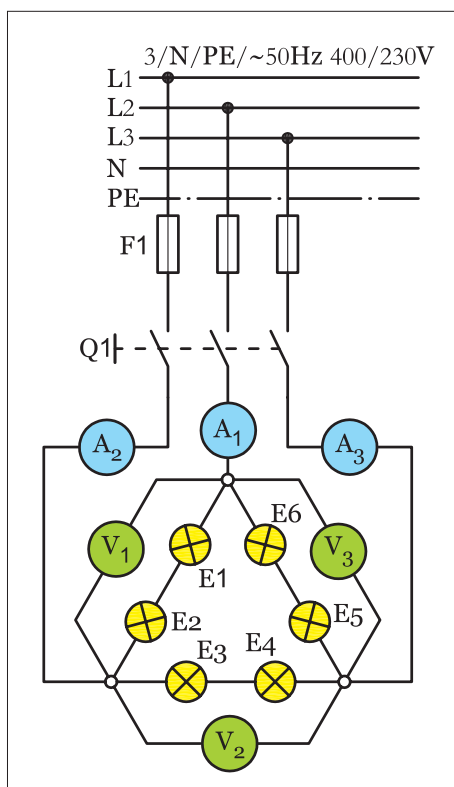 3/N/PE/~50Hz 400/230V
L1
L2
L3
N
PE
F1
Q1
A1
A2
A3
E6
V1
V3
E1
E2
E5
E3
E4
V2